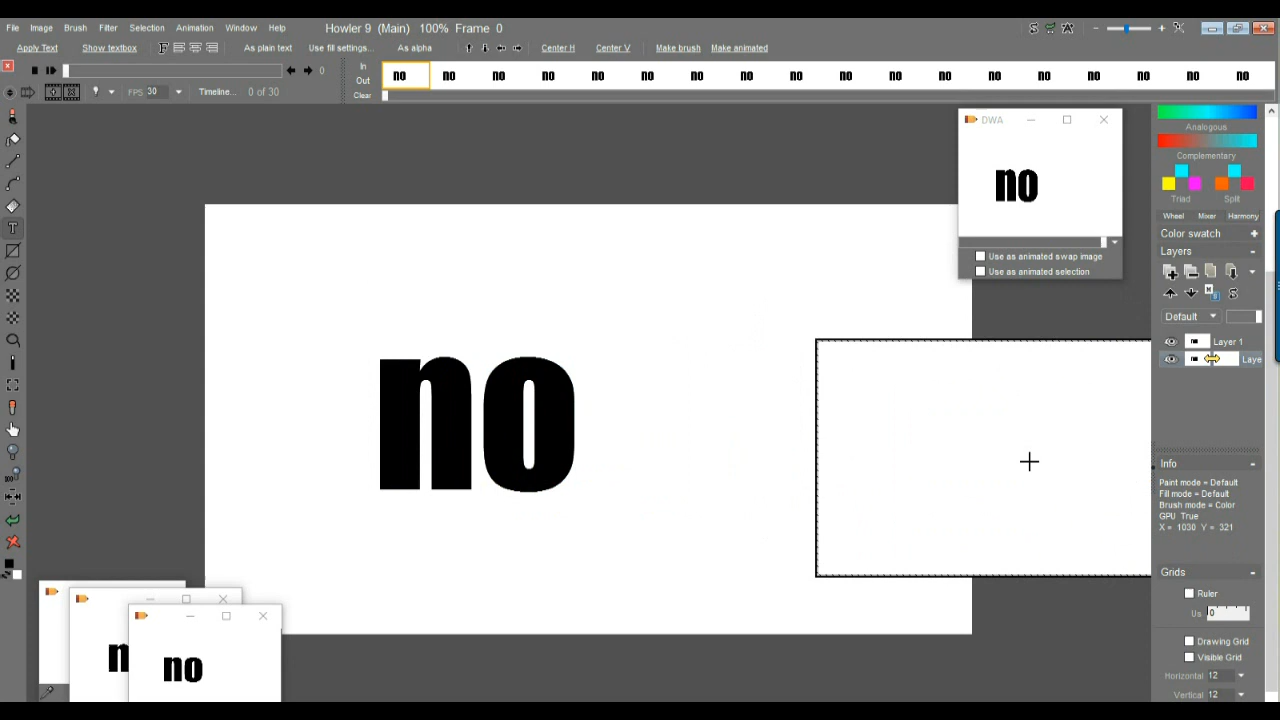 File Image Brush Filter Selection Animation Window Help Howler 9 (Main) 100% Frame 0
Apply Text Show textbox As plain text Use fill settings... As alpha Center H Center V Make brush Make animated
0 In
no no no no no no no no no no no no no no no no no no
Out
FPS 30 Timeline... 0 of 30 Clear
DWA
no
Use as animated swap image
Use as animated selection
no
no
no
Analogous
Complementary
Triad Split
Wheel Mixer Harmony
Color swatch
Layers
Default
Layer 1
Laye
Info
Paint mode = Default
Fill mode = Default
Brush mode = Color
GPU True
X = 1030 Y = 321
Grids
Ruler
Us 0
Drawing Grid
Visible Grid
Horizontal 12
Vertical 12